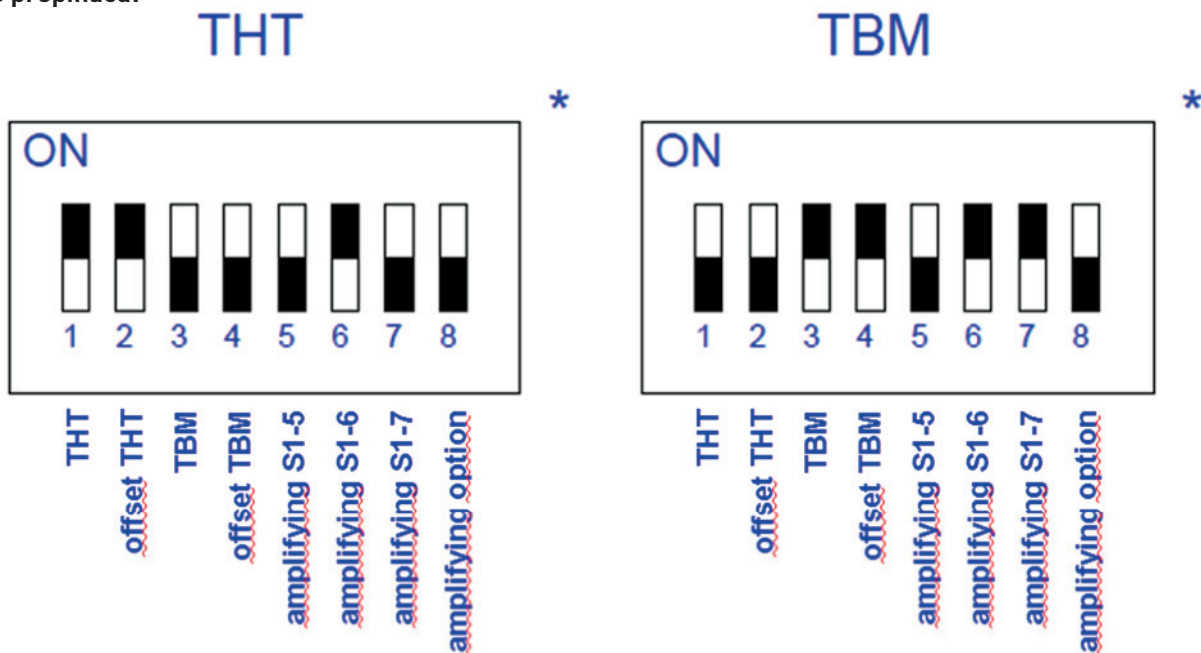 THT
TBM
*
*
ON
1 2 3 4 5 6 7 8
THT
offset THT
TBM
offset TBM
amplifying S1-5
amplifying S1-6
amplifying S1-7
amplifying option
ON
1 2 3 4 5 6 7 8
THT
offset THT
TBM
offset TBM
amplifying S1-5
amplifying S1-6
amplifying S1-7
amplifying option